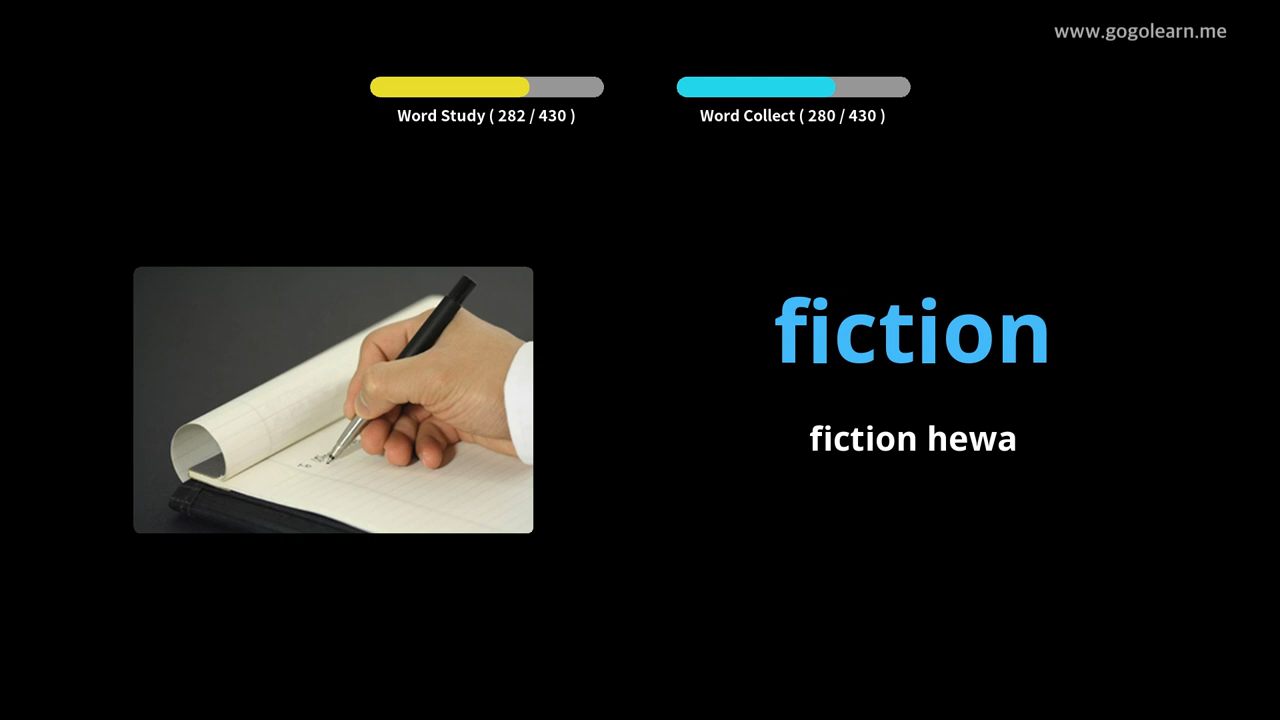 www.gogolearn.me
Word Study ( 282 / 430 )
Word Collect ( 280 / 430 )
fiction
fiction hewa